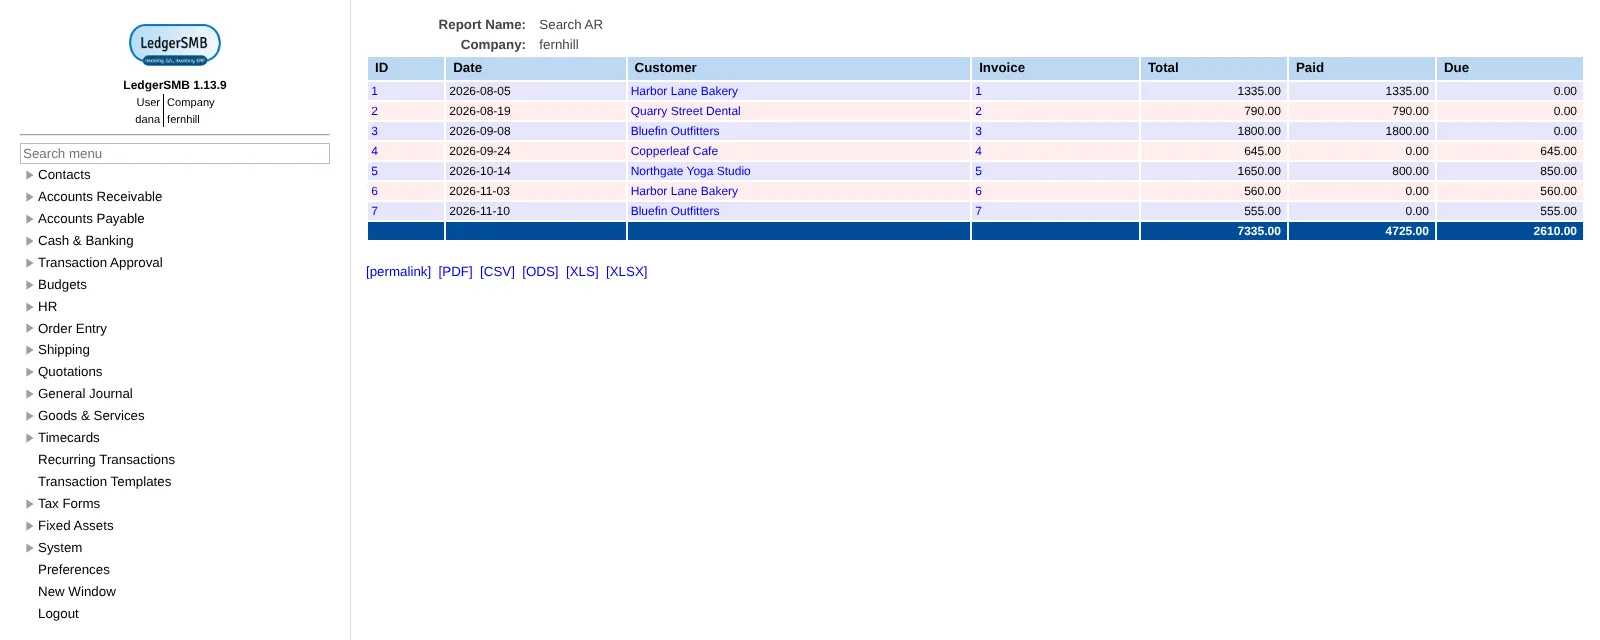 LedgerSMB
LedgerSMB 1.13.9
User Company
dana fernhill
Search menu
Contacts
Accounts Receivable
Accounts Payable
Cash & Banking
Transaction Approval
Budgets
HR
Order Entry
Shipping
Quotations
General Journal
Goods & Services
Timecards
Recurring Transactions
Transaction Templates
Tax Forms
Fixed Assets
System
Preferences
New Window
Logout
Report Name: Search AR
Company: fernhill
ID Date Customer Invoice Total Paid Due
1 2026-08-05 Harbor Lane Bakery 1 1335.00 1335.00 0.00
2 2026-08-19 Quarry Street Dental 2 790.00 790.00 0.00
3 2026-09-08 Bluefin Outfitters 3 1800.00 1800.00 0.00
4 2026-09-24 Copperleaf Cafe 4 645.00 0.00 645.00
5 2026-10-14 Northgate Yoga Studio 5 1650.00 800.00 850.00
6 2026-11-03 Harbor Lane Bakery 6 560.00 0.00 560.00
7 2026-11-10 Bluefin Outfitters 7 555.00 0.00 555.00
7335.00 4725.00 2610.00
[permalink] [PDF] [CSV] [ODS] [XLS] [XLSX]